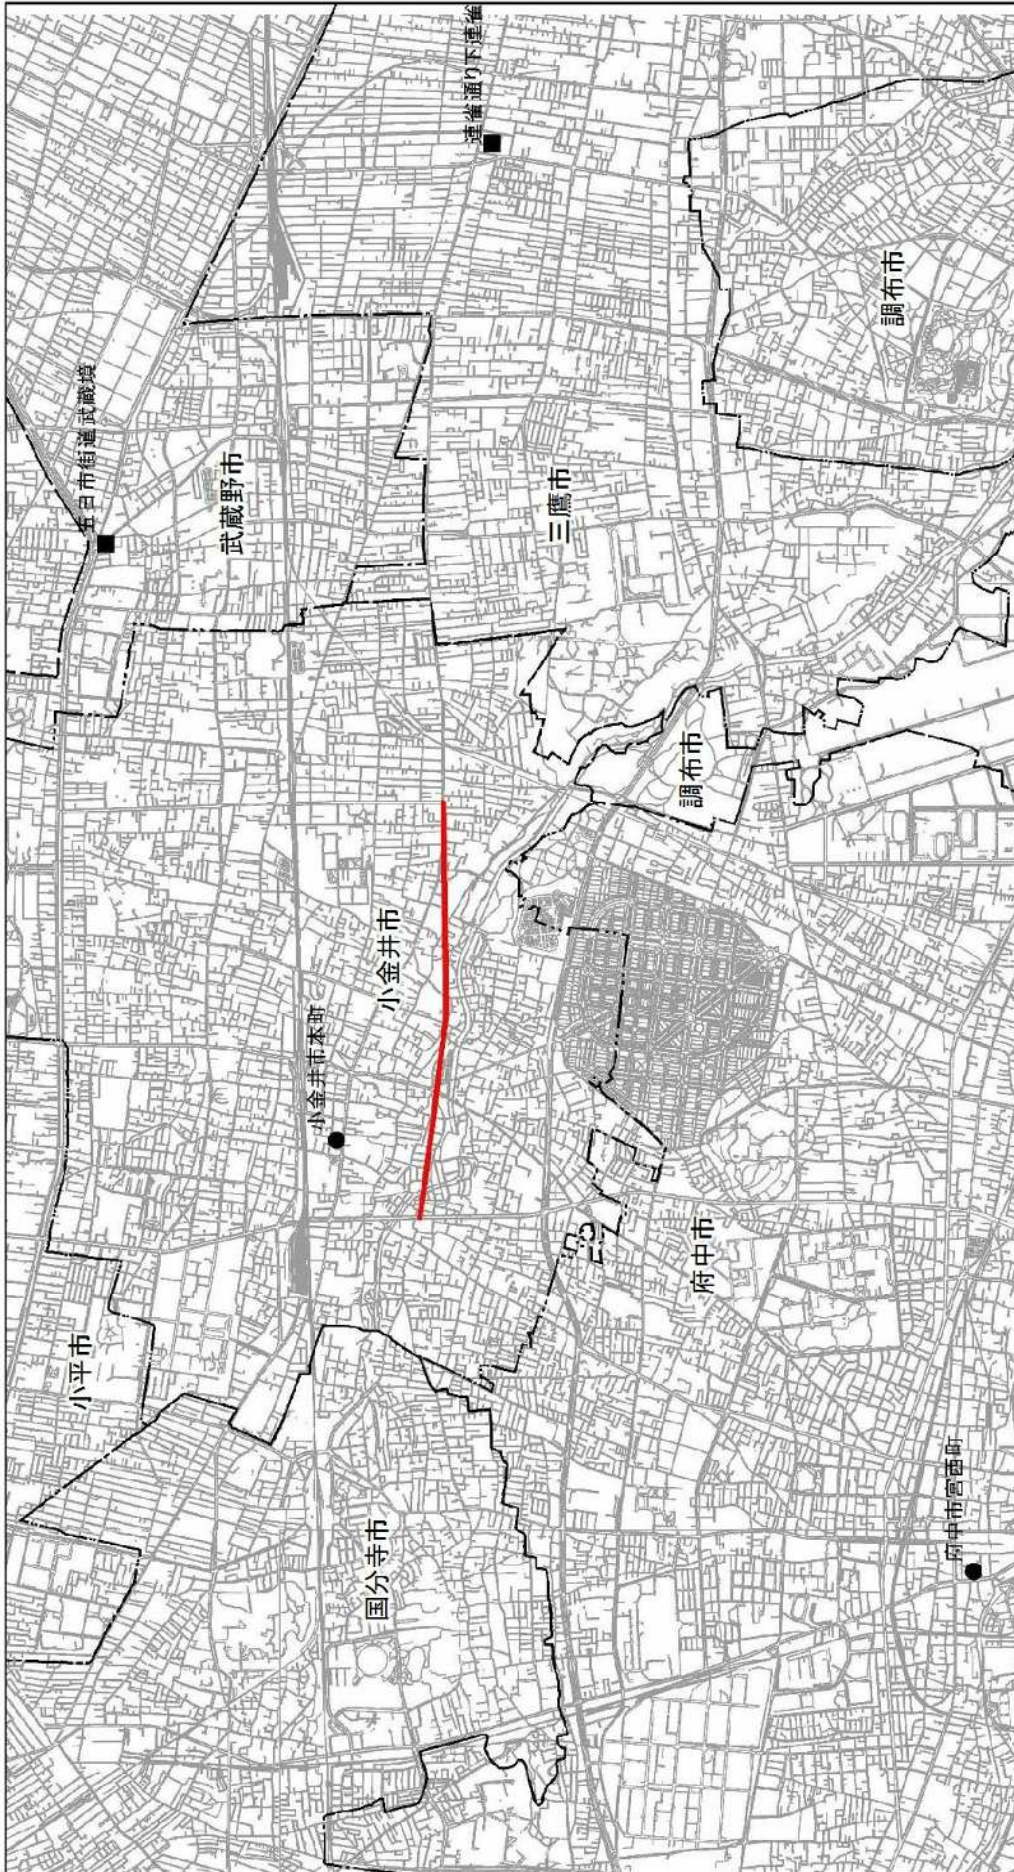 小平市
五日市街道武蔵境
武蔵野市
連雀通り下連雀
国分寺市
小金井市本町
小金井市
三鷹市
府中市
調布市
調布市
府中市宮西町